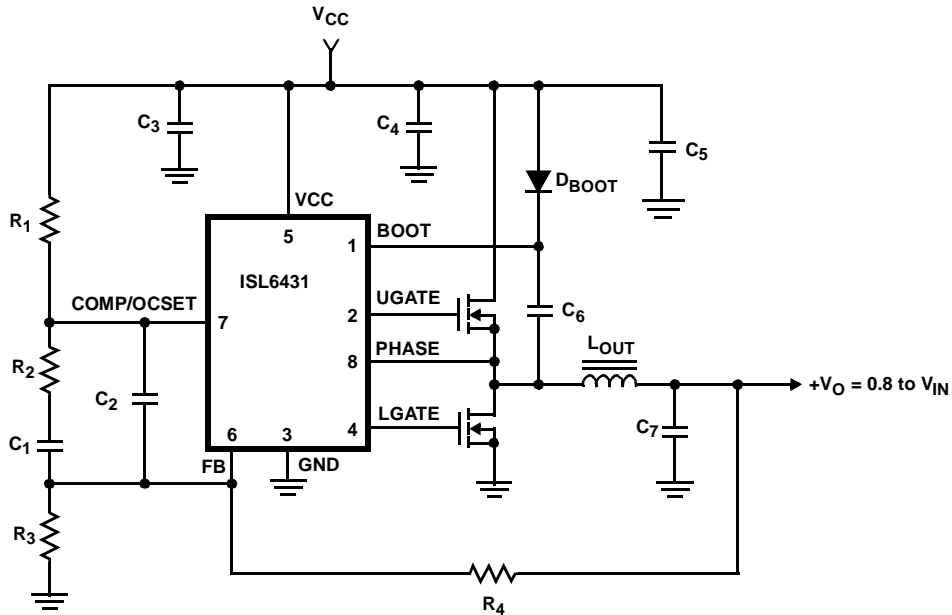 VCC
C3
C4
C5
DBOOT
R1
VCC
5
BOOT
1
ISL6431
COMP/OCSET
7
UGATE
2
C6
PHASE
8
LOUT
+VO = 0.8 to VIN
R2
C2
LGATE
4
C7
C1
6
3
FB
GND
R3
R4